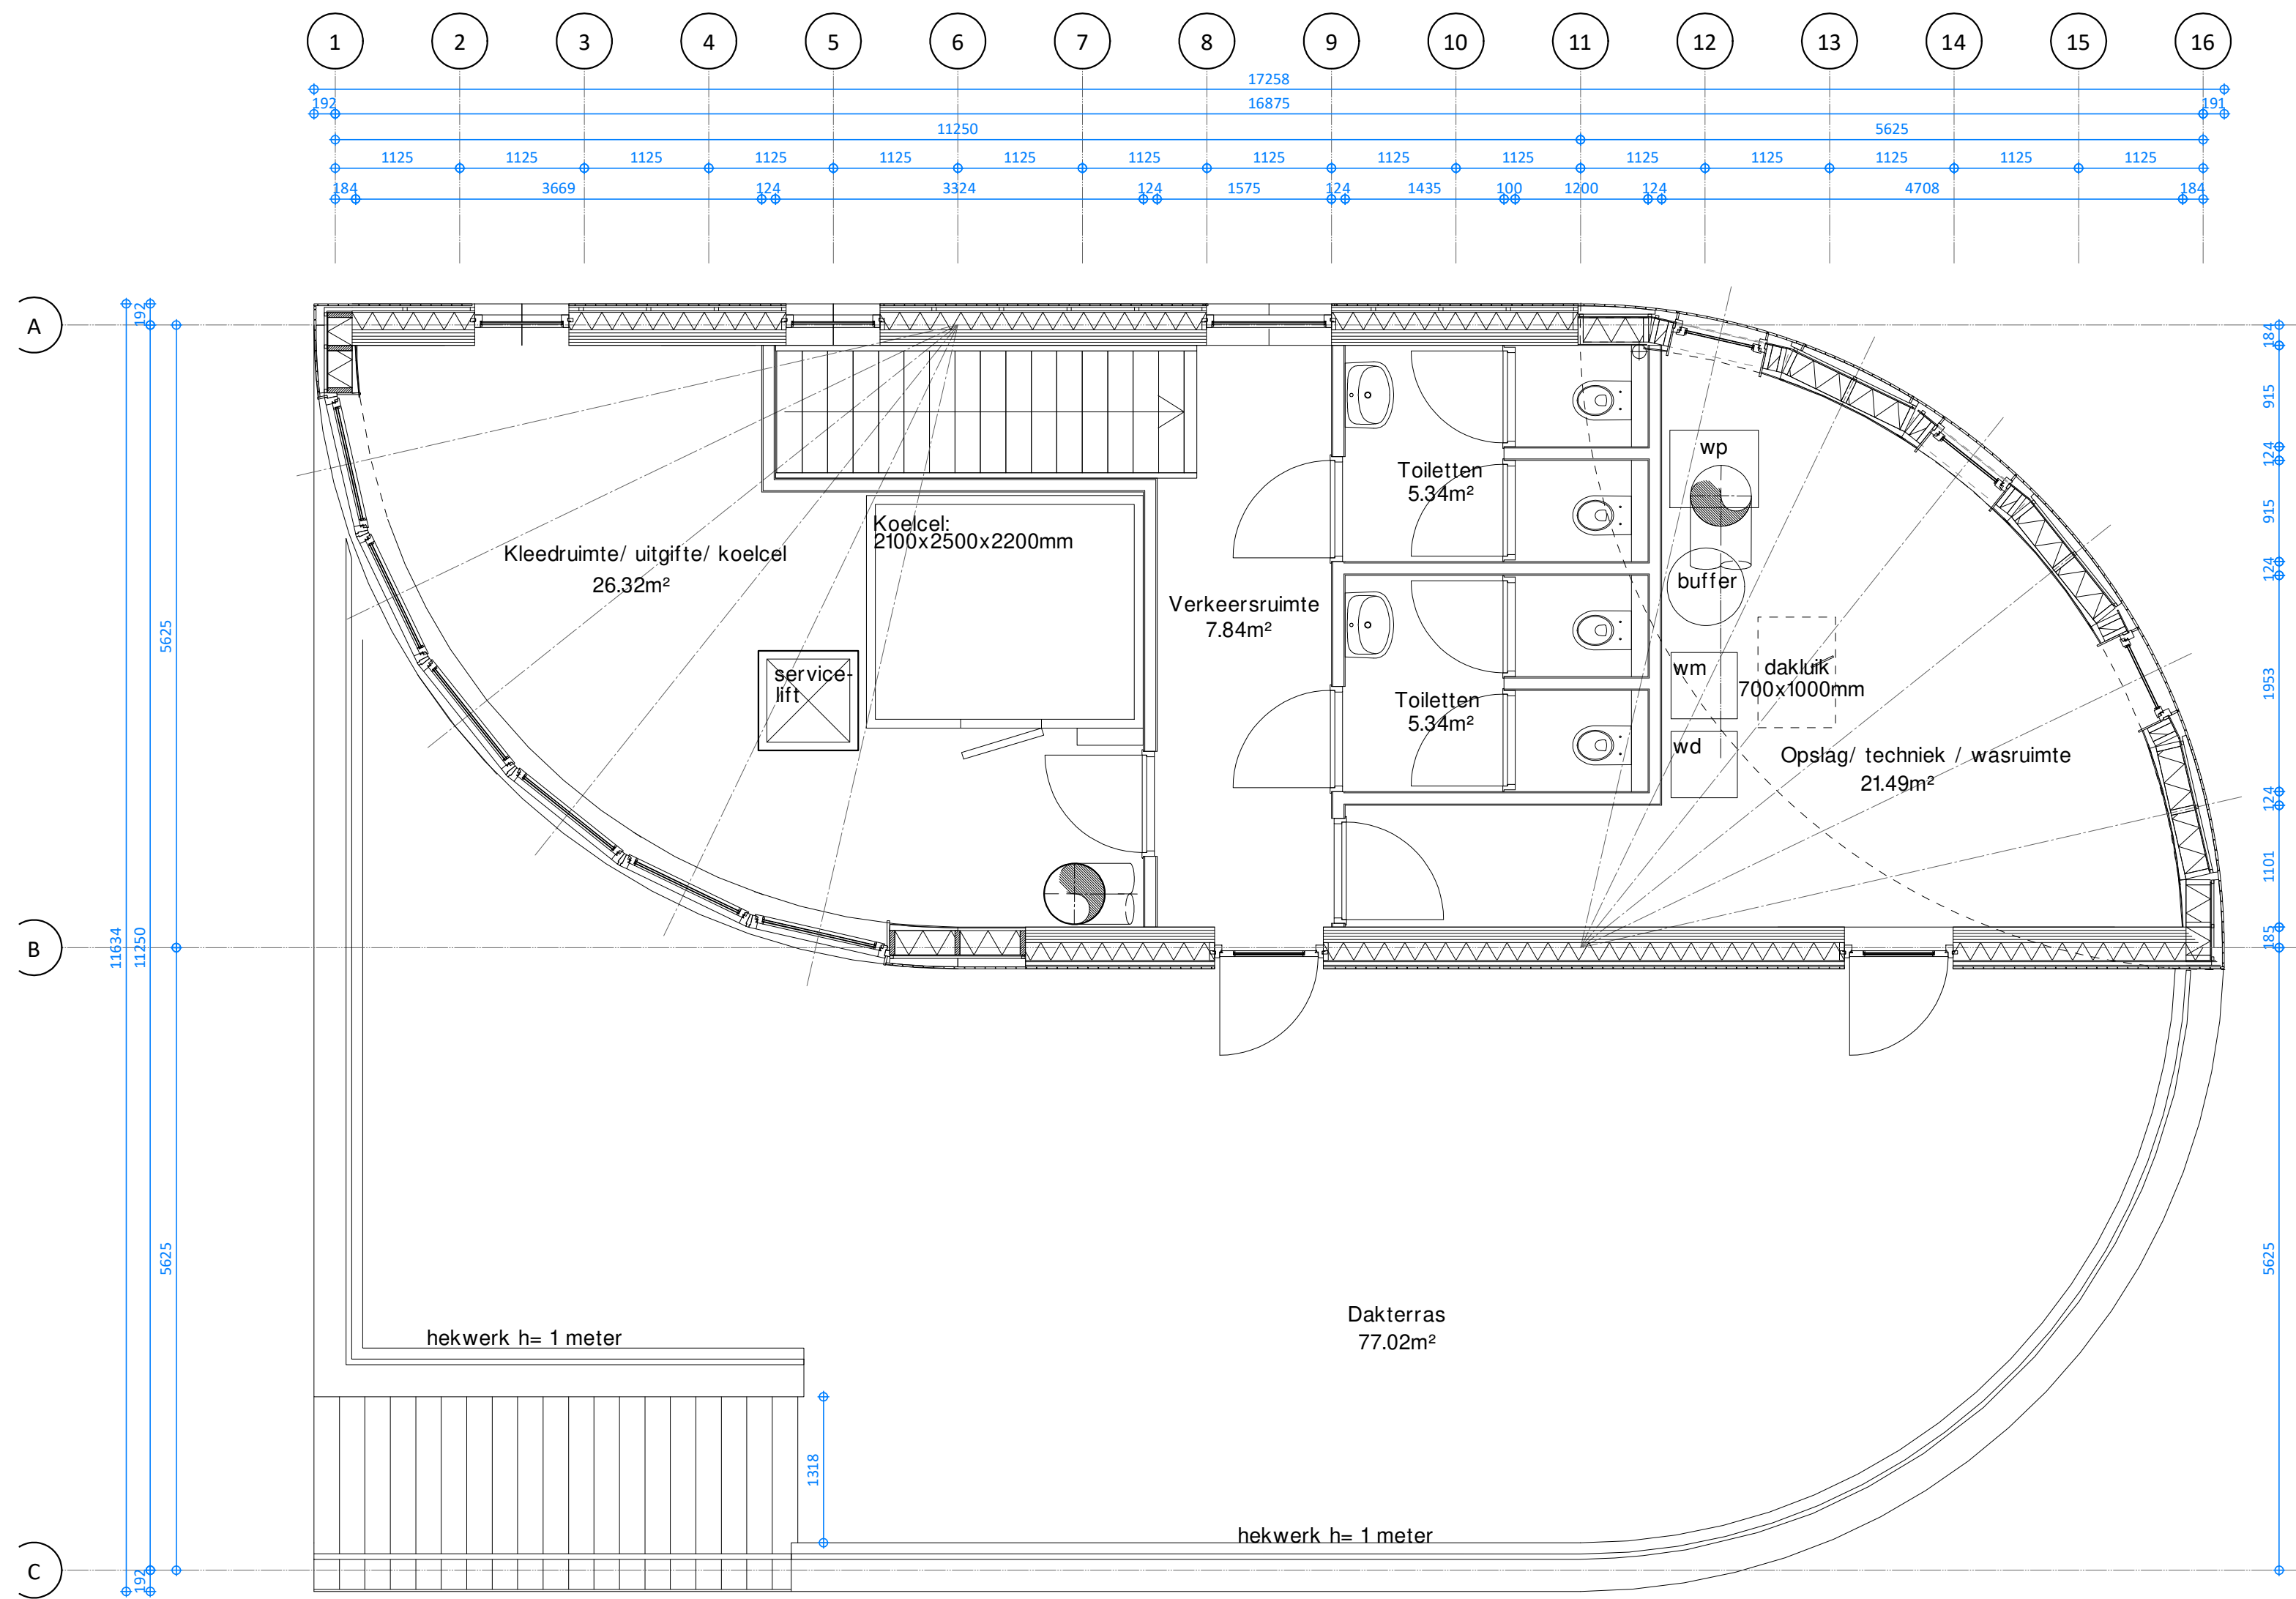 1 2 3 4 5 6 7 8 9 10 11 12 13 14 15 16
17258
192 16875 191
11250 5625
1125 1125 1125 1125 1125 1125 1125 1125 1125 1125 1125 1125 1125 1125 1125
184 3669 124 3324 124 1575 124 1435 100 1200 124 4708 184
A
B
C
192
11634
11250
192
5625
5625
184
915
124
915
124
1953
124
1101
185
5625
Kleedruimte/ uitgifte/ koelcel
26.32m²
Koelcel:
2100x2500x2200mm
service-
lift
Verkeersruimte
7.84m²
Toiletten
5.34m²
Toiletten
5.34m²
wp
buffer
wm
wd
dakluik
700x1000mm
Opslag/ techniek / wasruimte
21.49m²
Dakterras
77.02m²
hekwerk h= 1 meter
1318
hekwerk h= 1 meter